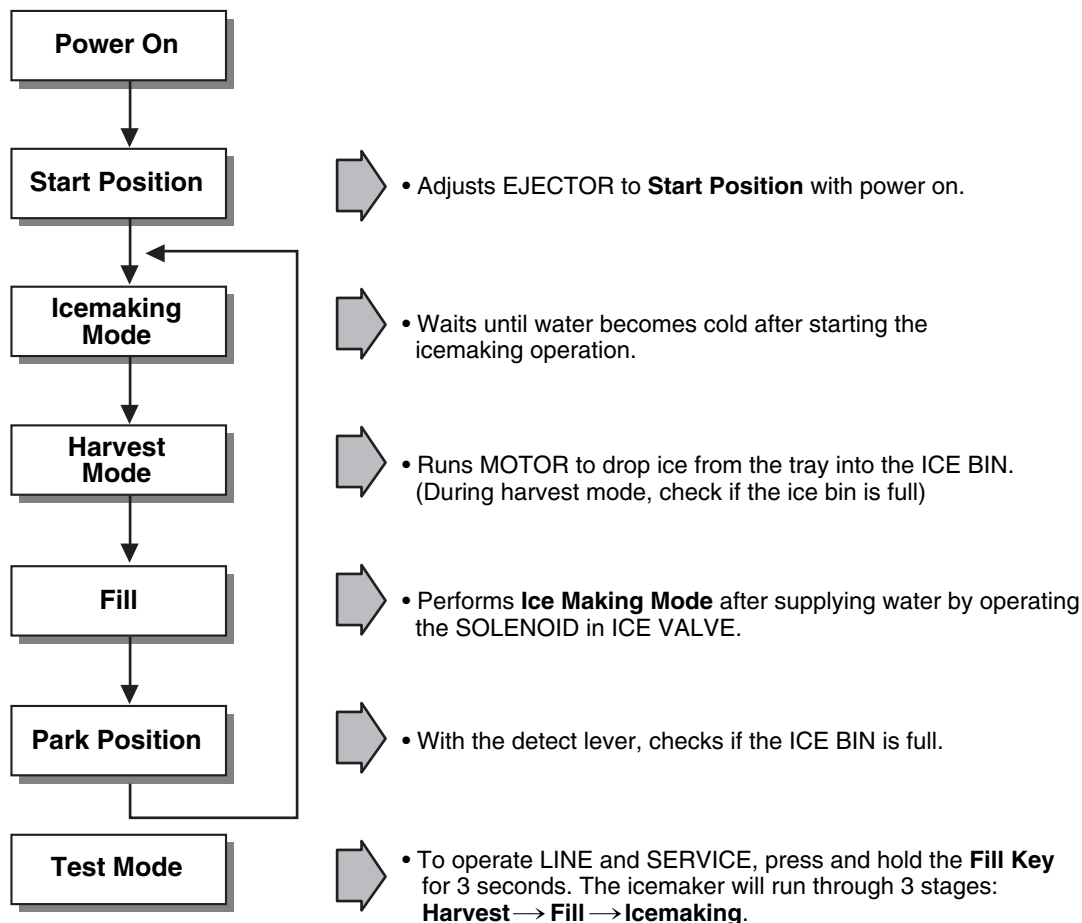 Power On
Start Position
• Adjusts EJECTOR to Start Position with power on.
Icemaking
Mode
• Waits until water becomes cold after starting the
icemaking operation.
Harvest
Mode
• Runs MOTOR to drop ice from the tray into the ICE BIN.
(During harvest mode, check if the ice bin is full)
Fill
• Performs Ice Making Mode after supplying water by operating
the SOLENOID in ICE VALVE.
Park Position
• With the detect lever, checks if the ICE BIN is full.
Test Mode
• To operate LINE and SERVICE, press and hold the Fill Key
for 3 seconds. The icemaker will run through 3 stages:
Harvest → Fill → Icemaking.